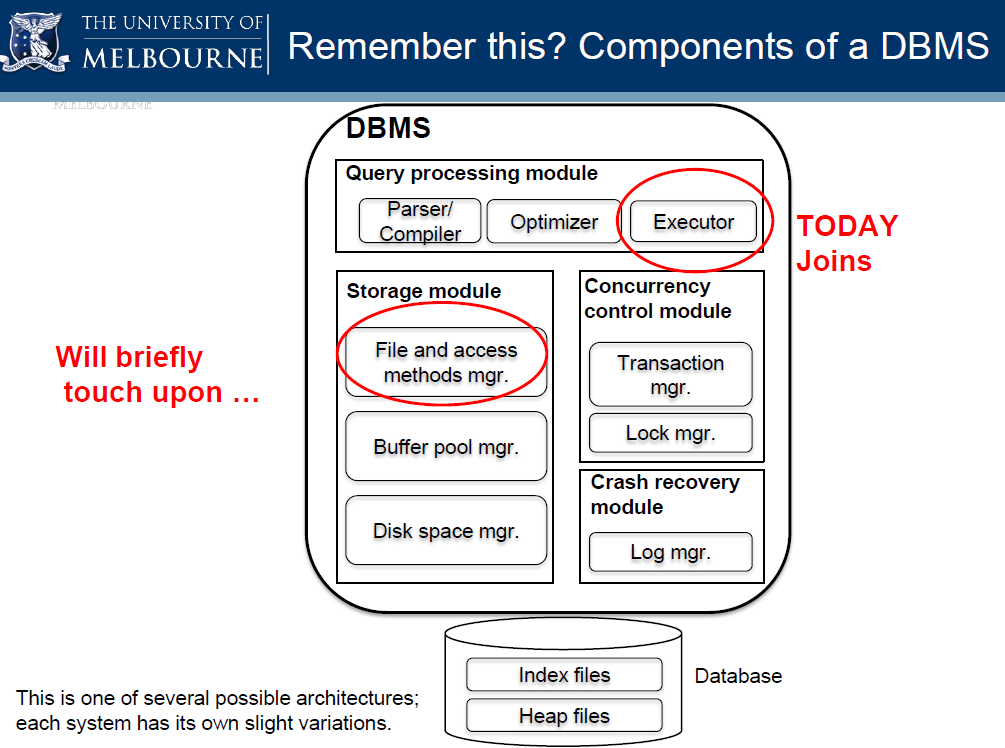 THE UNIVERSITY OF
MELBOURNE
Remember this? Components of a DBMS
MELBOURNE
DBMS
Query processing module
Parser/
Compiler
Optimizer
Executor
TODAY
Joins
Storage module
File and access
methods mgr.
Buffer pool mgr.
Disk space mgr.
Will briefly
touch upon …
Concurrency
control module
Transaction
mgr.
Lock mgr.
Crash recovery
module
Log mgr.
Index files
Heap files
Database
This is one of several possible architectures;
each system has its own slight variations.